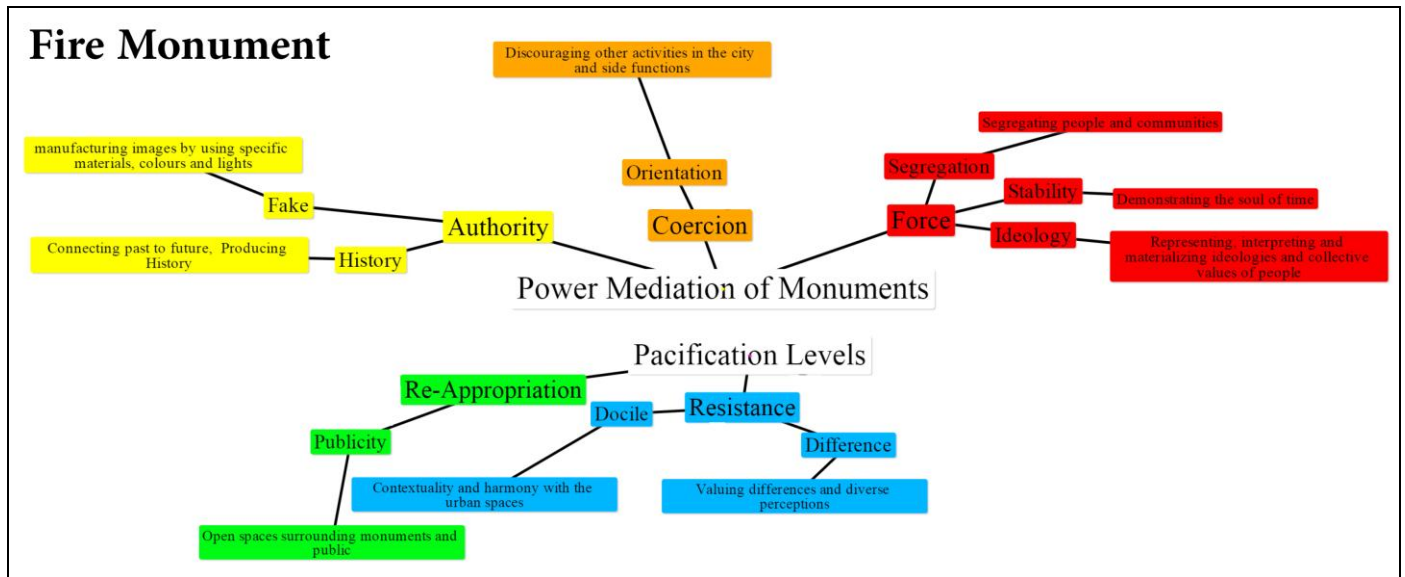 Fire Monument
Discouraging other activities in the city
and side functions
Orientation
Coercion
manufacturing images by using specific
materials, colours and lights
Fake
Authority
Connecting past to future, Producing
History
History
Segregating people and communities
Segregation
Stability
Demonstrating the soul of time
Force
Ideology
Representing, interpreting and
materializing ideologies and collective
values of people
Power Mediation of Monuments
Pacification Levels
Re-Appropriation
Publicity
Open spaces surrounding monuments and
public
Docile
Resistance
Difference
Contextuality and harmony with the
urban spaces
Valuing differences and diverse
perceptions